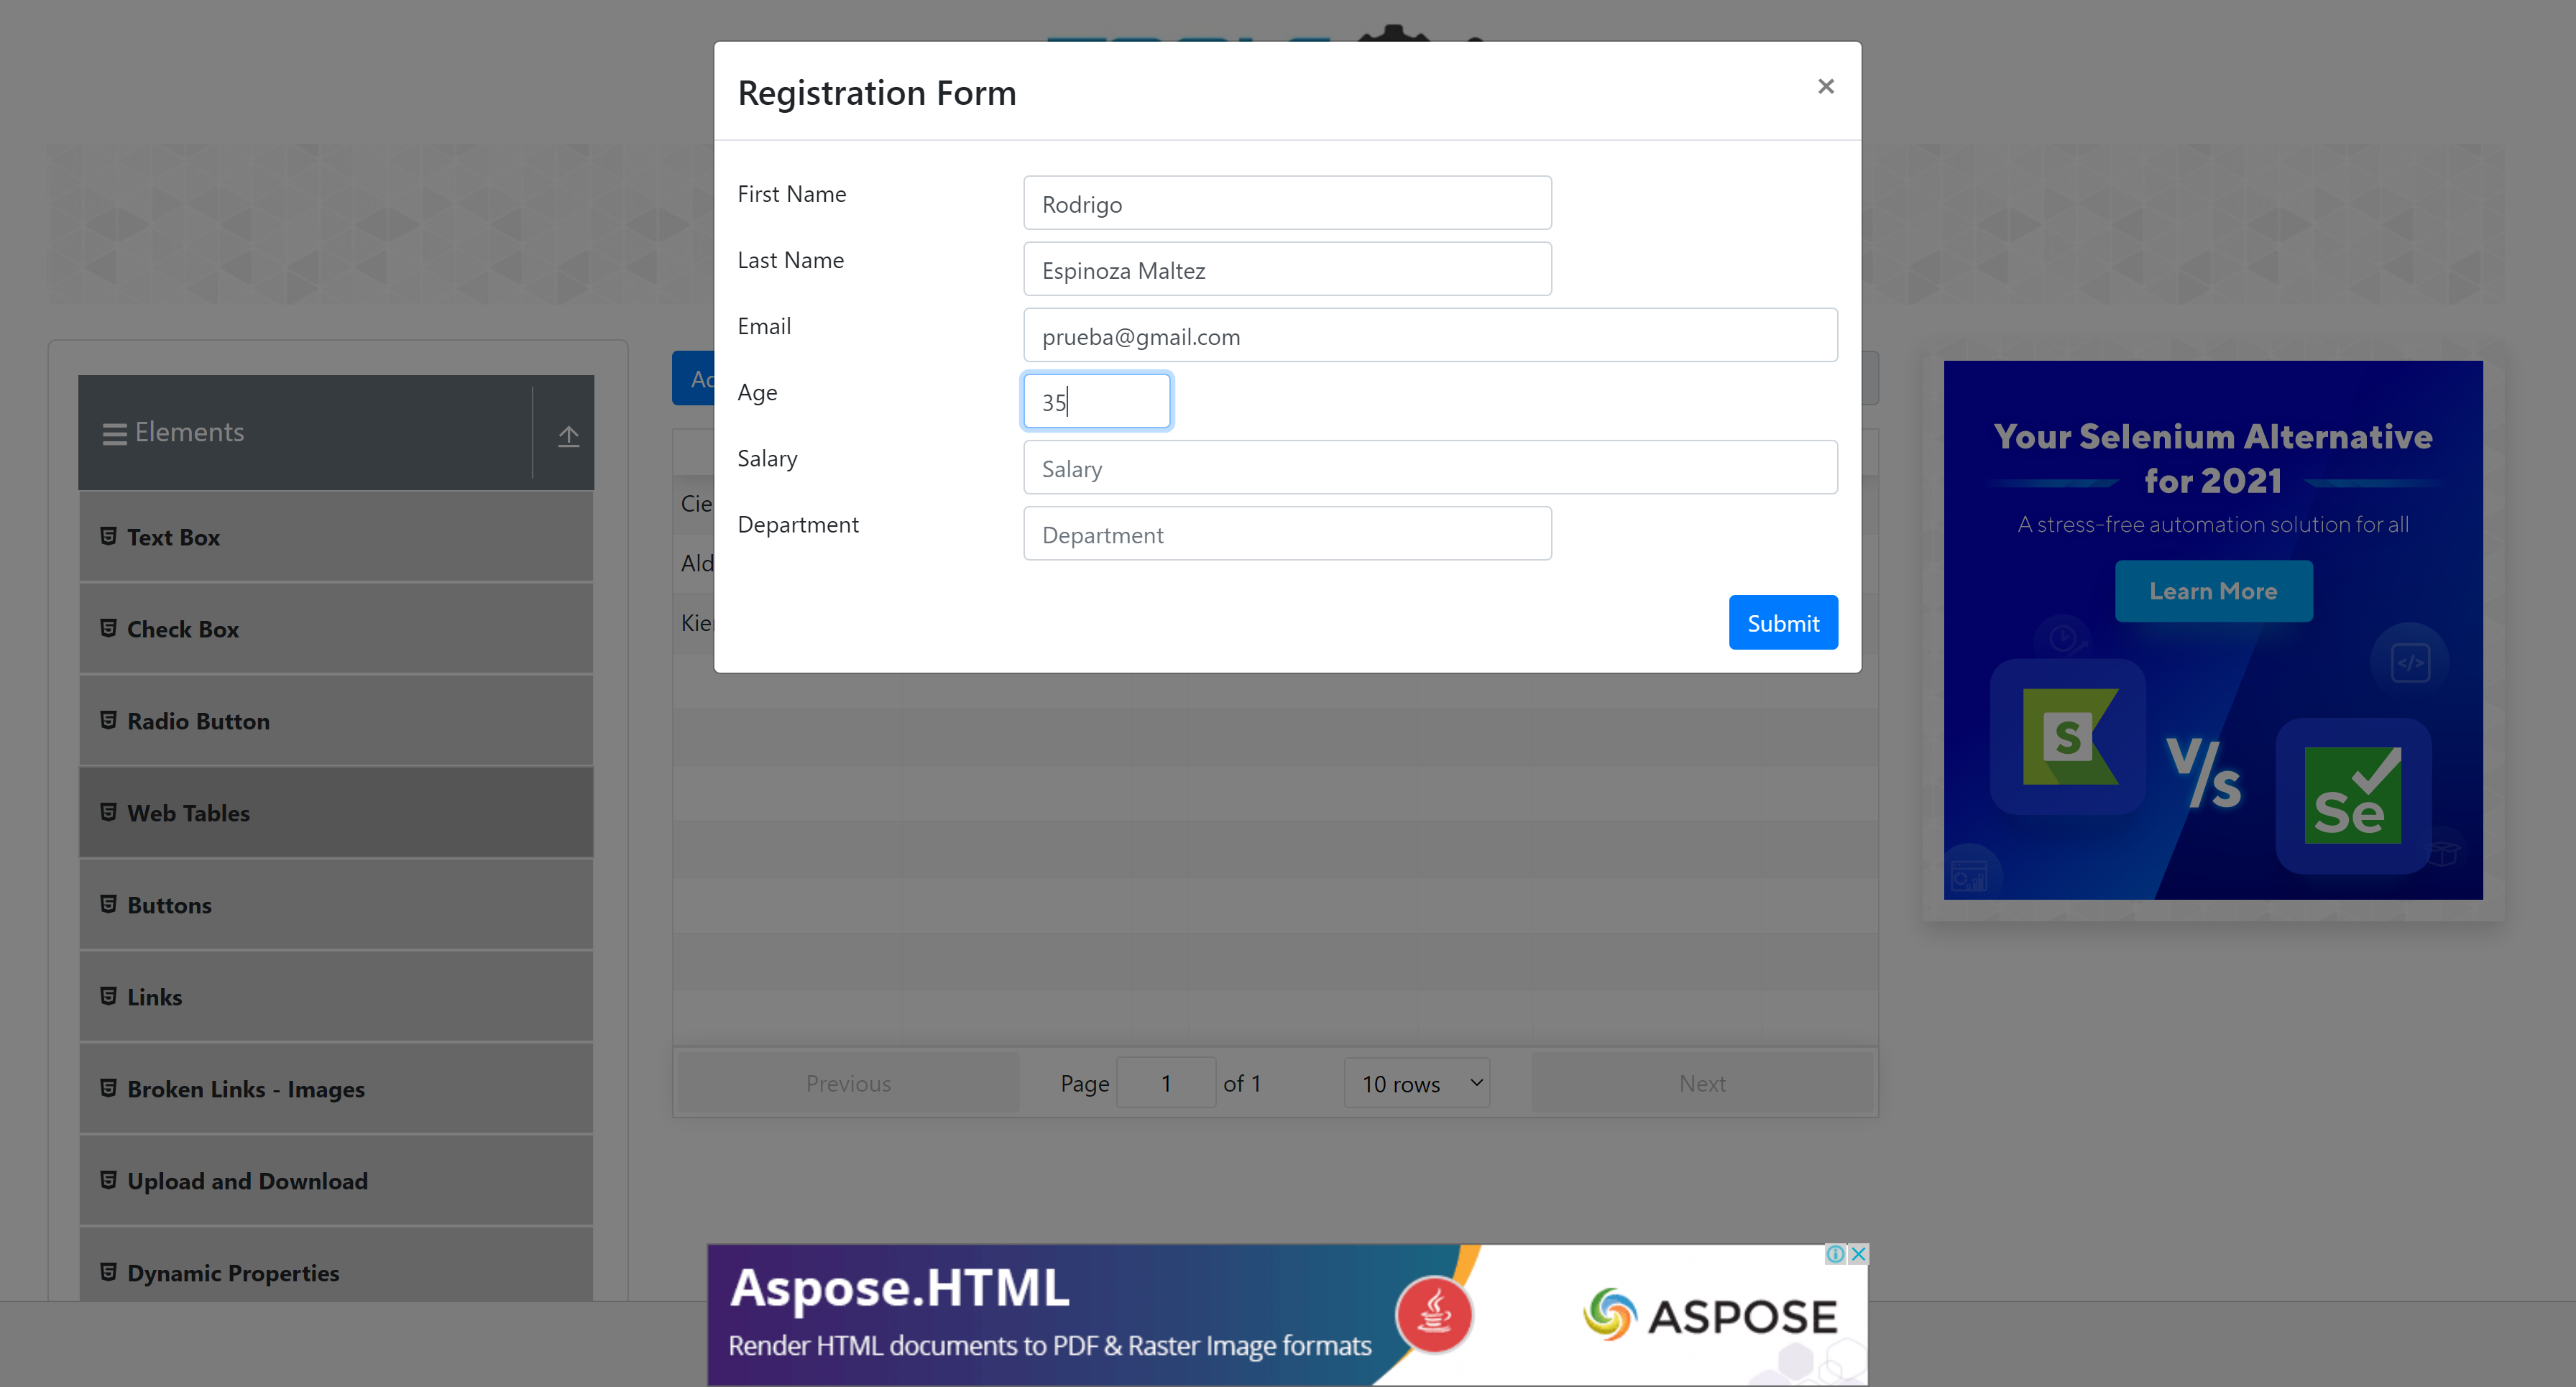 Registration Form
×
First Name
Rodrigo
Last Name
Espinoza Maltez
Email
prueba@gmail.com
Age
35
Salary
Salary
Department
Department
Submit
Elements
Text Box
Check Box
Radio Button
Web Tables
Buttons
Links
Broken Links - Images
Upload and Download
Dynamic Properties
Cie
Ald
Kie
Previous
Page 1 of 1
10 rows
Next
Your Selenium Alternative
for 2021
A stress-free automation solution for all
Learn More
S
V/s
Se
</>
Aspose.HTML
Render HTML documents to PDF & Raster Image formats
ASPOSE